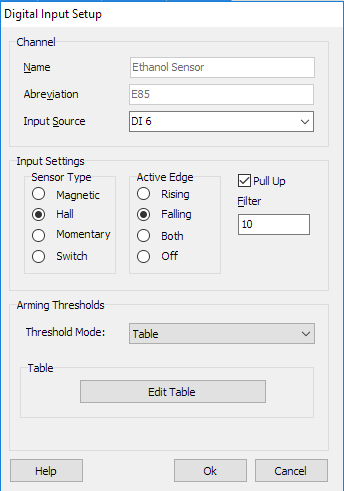 Digital Input Setup
Channel
Name Ethanol Sensor
Abreviation E85
Input Source DI 6
Input Settings
Sensor Type
Magnetic
Hall
Momentary
Switch
Active Edge
Rising
Falling
Both
Off
Pull Up
Filter
10
Arming Thresholds
Threshold Mode: Table
Table
Edit Table
Help Ok Cancel